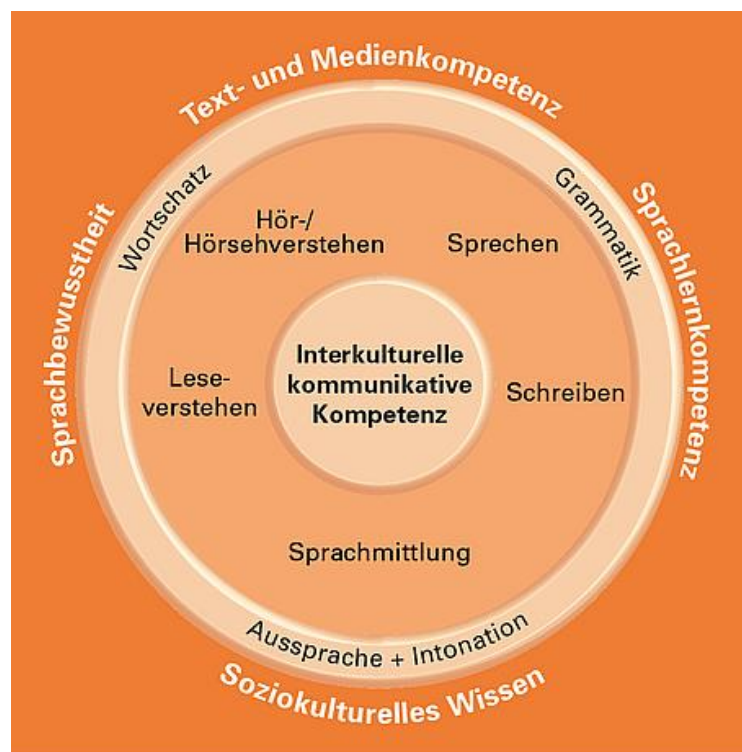 Text- und Medienkompetenz
Sprachbewusstheit
Sprachlernkompetenz
Wortschatz
Grammatik
Hör-/
Hörsehverstehen
Sprechen
Interkulturelle
kommunikative
Kompetenz
Lese-
verstehen
Schreiben
Sprachmittlung
Aussprache + Intonation
Soziokulturelles Wissen